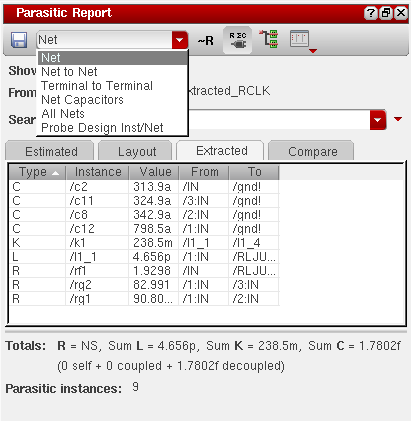 Parasitic Report
Net
~R
R EC
Net
Net to Net
Terminal to Terminal
Net Capacitors
All Nets
Probe Design Inst/Net
Show
From
xtracted_RCLK
Sear
Estimated Layout Extracted Compare
Type Instance Value From To
C /c2 313.9a /IN /gnd!
C /c11 324.9a /3:IN /gnd!
C /c8 342.9a /2:IN /gnd!
C /c12 798.5a /1:IN /gnd!
K /k1 238.5m /l1_1 /l1_4
L /l1_1 4.656p /1:IN /RLJU...
R /rf1 1.9298 /IN /RLJU...
R /rg2 82.991 /1:IN /3:IN
R /rg1 90.80... /1:IN /2:IN
Totals: R = NS, Sum L = 4.656p, Sum K = 238.5m, Sum C = 1.7802f
(0 self + 0 coupled + 1.7802f decoupled)
Parasitic instances: 9